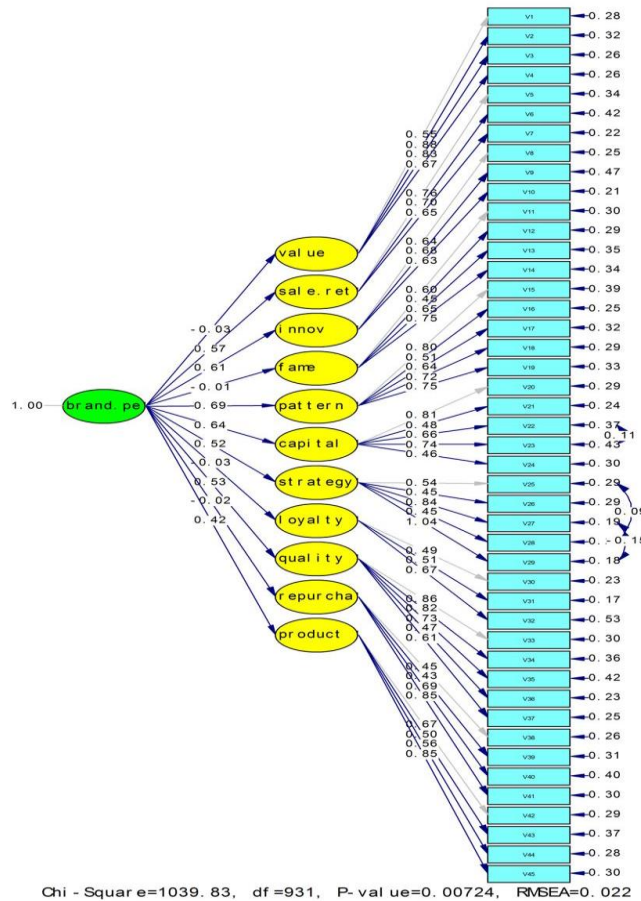 1.00
brand.pe
-0.03
0.57
0.61
-0.01
0.69
0.64
0.52
-0.03
0.53
-0.02
0.42
value
sale.ret
innov
fame
pattern
capital
strategy
loyalty
quality
repurcha
product
0.55
0.88
0.83
0.67
0.76
0.70
0.65
0.64
0.68
0.63
0.60
0.45
0.65
0.75
0.80
0.51
0.64
0.72
0.75
0.81
0.48
0.66
0.74
0.46
0.54
0.45
0.84
0.45
1.04
0.49
0.51
0.67
0.86
0.82
0.73
0.47
0.61
0.45
0.43
0.69
0.85
0.67
0.50
0.56
0.85
V1 0.28
V2 0.32
V3 0.26
V4 0.26
V5 0.34
V6 0.42
V7 0.22
V8 0.25
V9 0.47
V10 0.21
V11 0.30
V12 0.29
V13 0.35
V14 0.34
V15 0.39
V16 0.25
V17 0.32
V18 0.29
V19 0.33
V20 0.29
V21 0.24
V22 0.37
0.11
V23 0.43
V24 0.30
V25 0.29
V26 0.29
0.09
V27 0.19
V28 -0.15
V29 0.18
V30 0.23
V31 0.17
V32 0.53
V33 0.30
V34 0.36
V35 0.42
V36 0.23
V37 0.25
V38 0.26
V39 0.31
V40 0.40
V41 0.30
V42 0.29
V43 0.37
V44 0.28
V45 0.30
Chi-Square=1039.83, df=931, P-value=0.00724, RMSEA=0.022